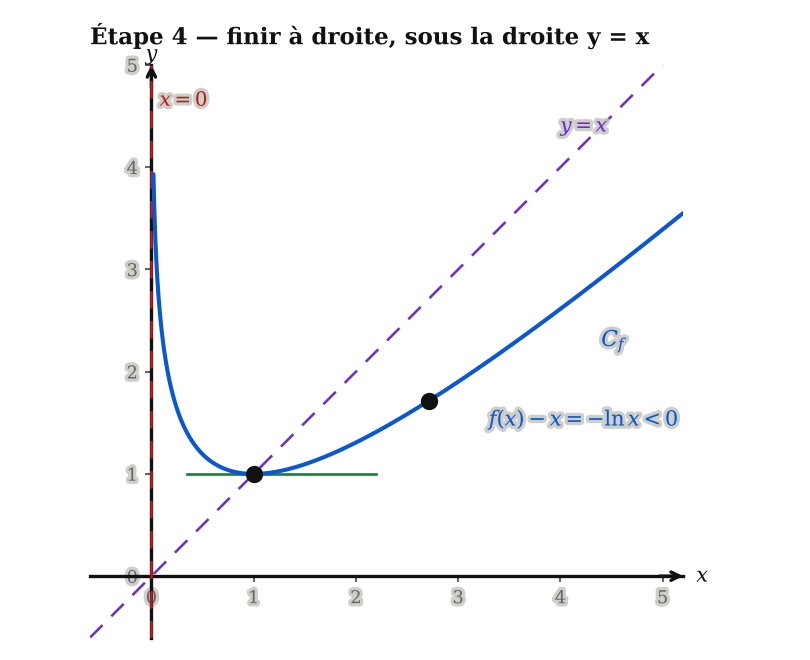 Étape 4 — finir à droite, sous la droite y = x
y
5
x=0
y=x
4
3
C_f
2
f(x)−x=−ln x<0
1
0
x
0 1 2 3 4 5